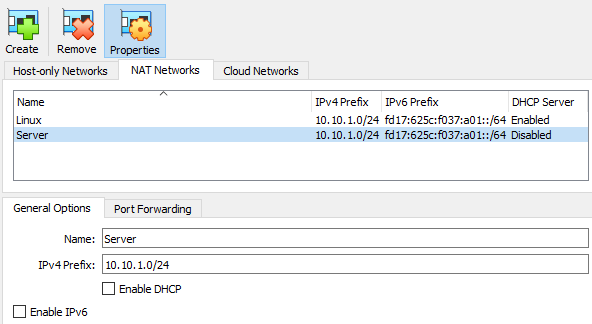 Create Remove Properties
Host-only Networks NAT Networks Cloud Networks
Name IPv4 Prefix IPv6 Prefix DHCP Server
Linux 10.10.1.0/24 fd17:625c:f037:a01::/64 Enabled
Server 10.10.1.0/24 fd17:625c:f037:a01::/64 Disabled
General Options Port Forwarding
Name: Server
IPv4 Prefix: 10.10.1.0/24
Enable DHCP
Enable IPv6